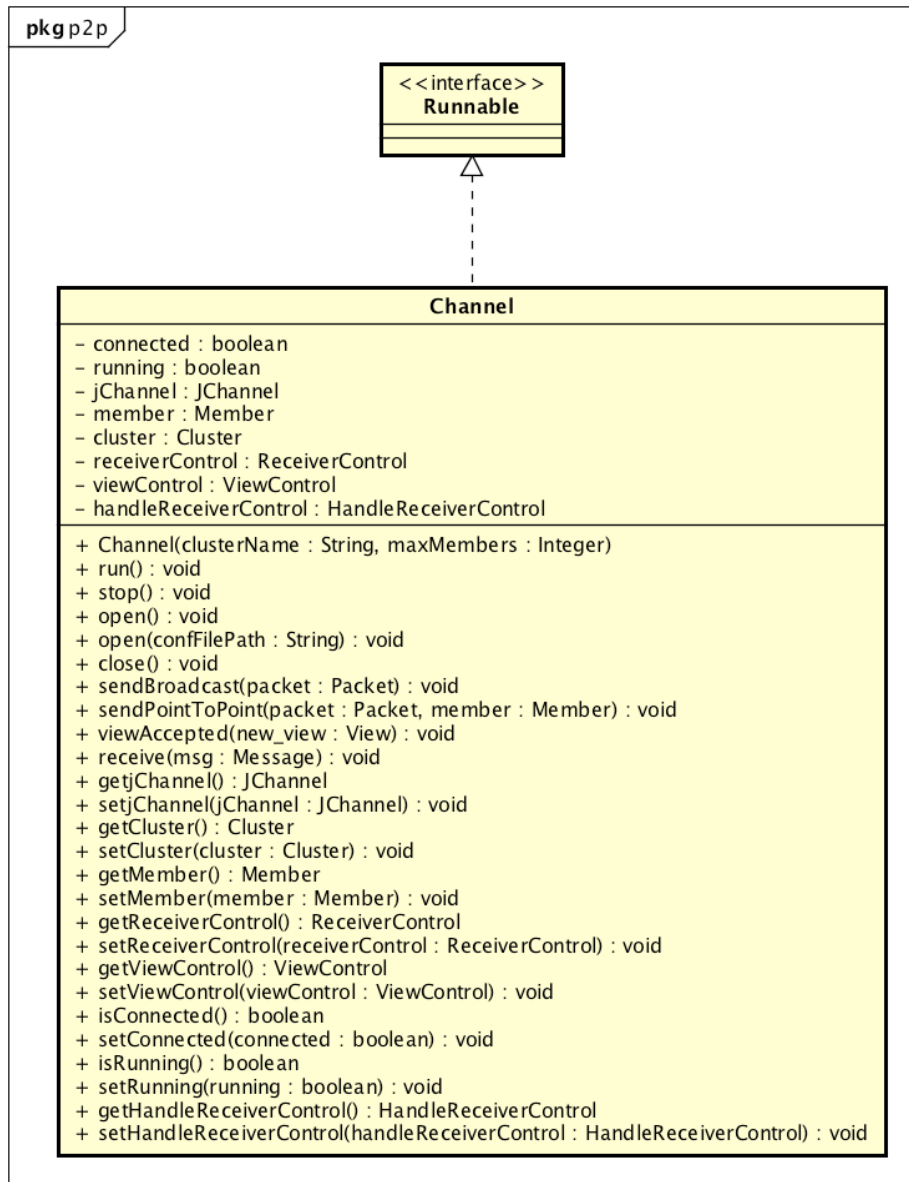 pkg p2p
<<interface>>
Runnable
Channel
- connected : boolean
- running : boolean
- jChannel : JChannel
- member : Member
- cluster : Cluster
- receiverControl : ReceiverControl
- viewControl : ViewControl
- handleReceiverControl : HandleReceiverControl
+ Channel(clusterName : String, maxMembers : Integer)
+ run() : void
+ stop() : void
+ open() : void
+ open(confFilePath : String) : void
+ close() : void
+ sendBroadcast(packet : Packet) : void
+ sendPointToPoint(packet : Packet, member : Member) : void
+ viewAccepted(new_view : View) : void
+ receive(msg : Message) : void
+ getjChannel() : JChannel
+ setjChannel(jChannel : JChannel) : void
+ getCluster() : Cluster
+ setCluster(cluster : Cluster) : void
+ getMember() : Member
+ setMember(member : Member) : void
+ getReceiverControl() : ReceiverControl
+ setReceiverControl(receiverControl : ReceiverControl) : void
+ getViewControl() : ViewControl
+ setViewControl(viewControl : ViewControl) : void
+ isConnected() : boolean
+ setConnected(connected : boolean) : void
+ isRunning() : boolean
+ setRunning(running : boolean) : void
+ getHandleReceiverControl() : HandleReceiverControl
+ setHandleReceiverControl(handleReceiverControl : HandleReceiverControl) : void